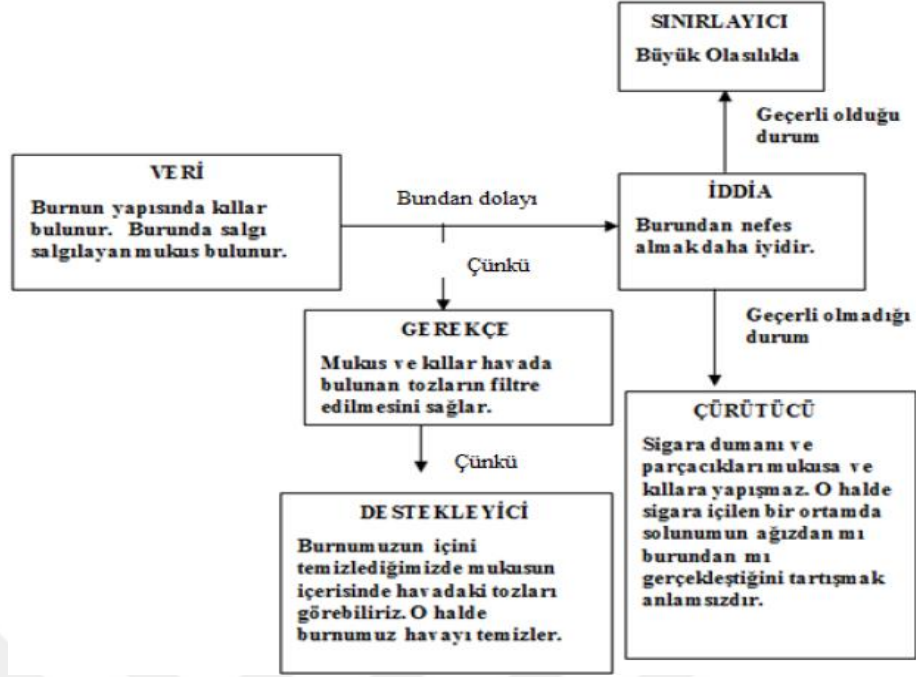 SINIRLAYICI
Büyük Olasılıkla
Geçerli olduğu
durum
VERİ
Burnun yapısında kıllar
bulunur. Burunda salgı
salgılayan mukus bulunur.
Bundan dolayı
İDDİA
Burundan nefes
almak daha iyidir.
Çünkü
Geçerli olmadığı
durum
GEREKÇE
Mukus ve kıllar havada
bulunan tozların filtre
edilmesini sağlar.
Çünkü
ÇÜRÜTÜCÜ
Sigara dumanı ve
parçacıkları mukusa ve
kıllara yapışmaz. O halde
sigara içilen bir ortamda
solunumun ağızdan mı
burundan mı
gerçekleştiğini tartışmak
anlamsızdır.
DESTEKLEYİCİ
Burnumuzun içini
temizlediğimizde mukusun
içerisinde havadaki tozları
görebiliriz. O halde
burnumuz havayı temizler.